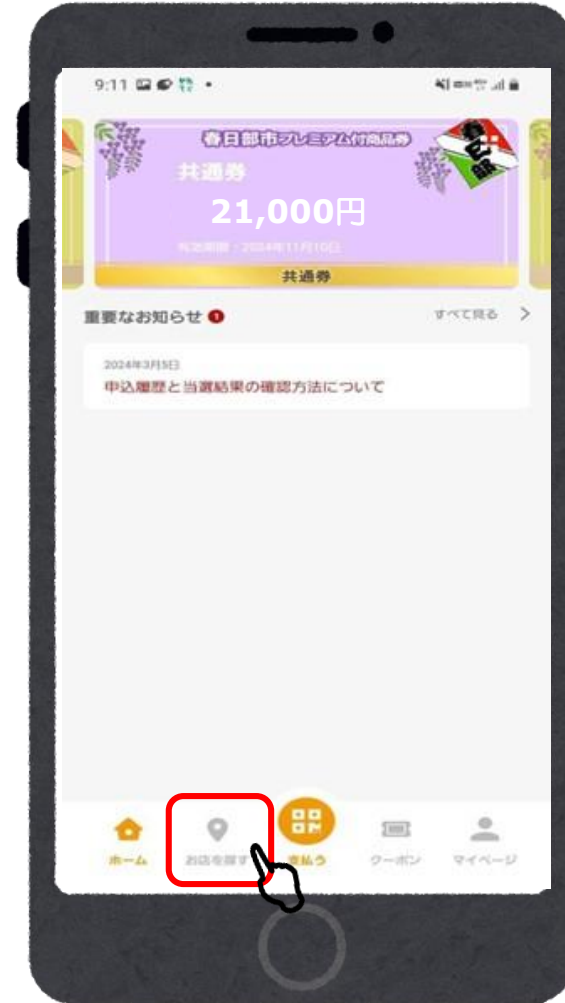 9:11
春日部市プレミアム付商品券
春日部
共通券
21,000円
有効期間：2024年11月10日
共通券
重要なお知らせ 1
すべて見る
2024年3月5日
申込履歴と当選結果の確認方法について
ホーム
お店を探す
支払う
クーポン
マイページ